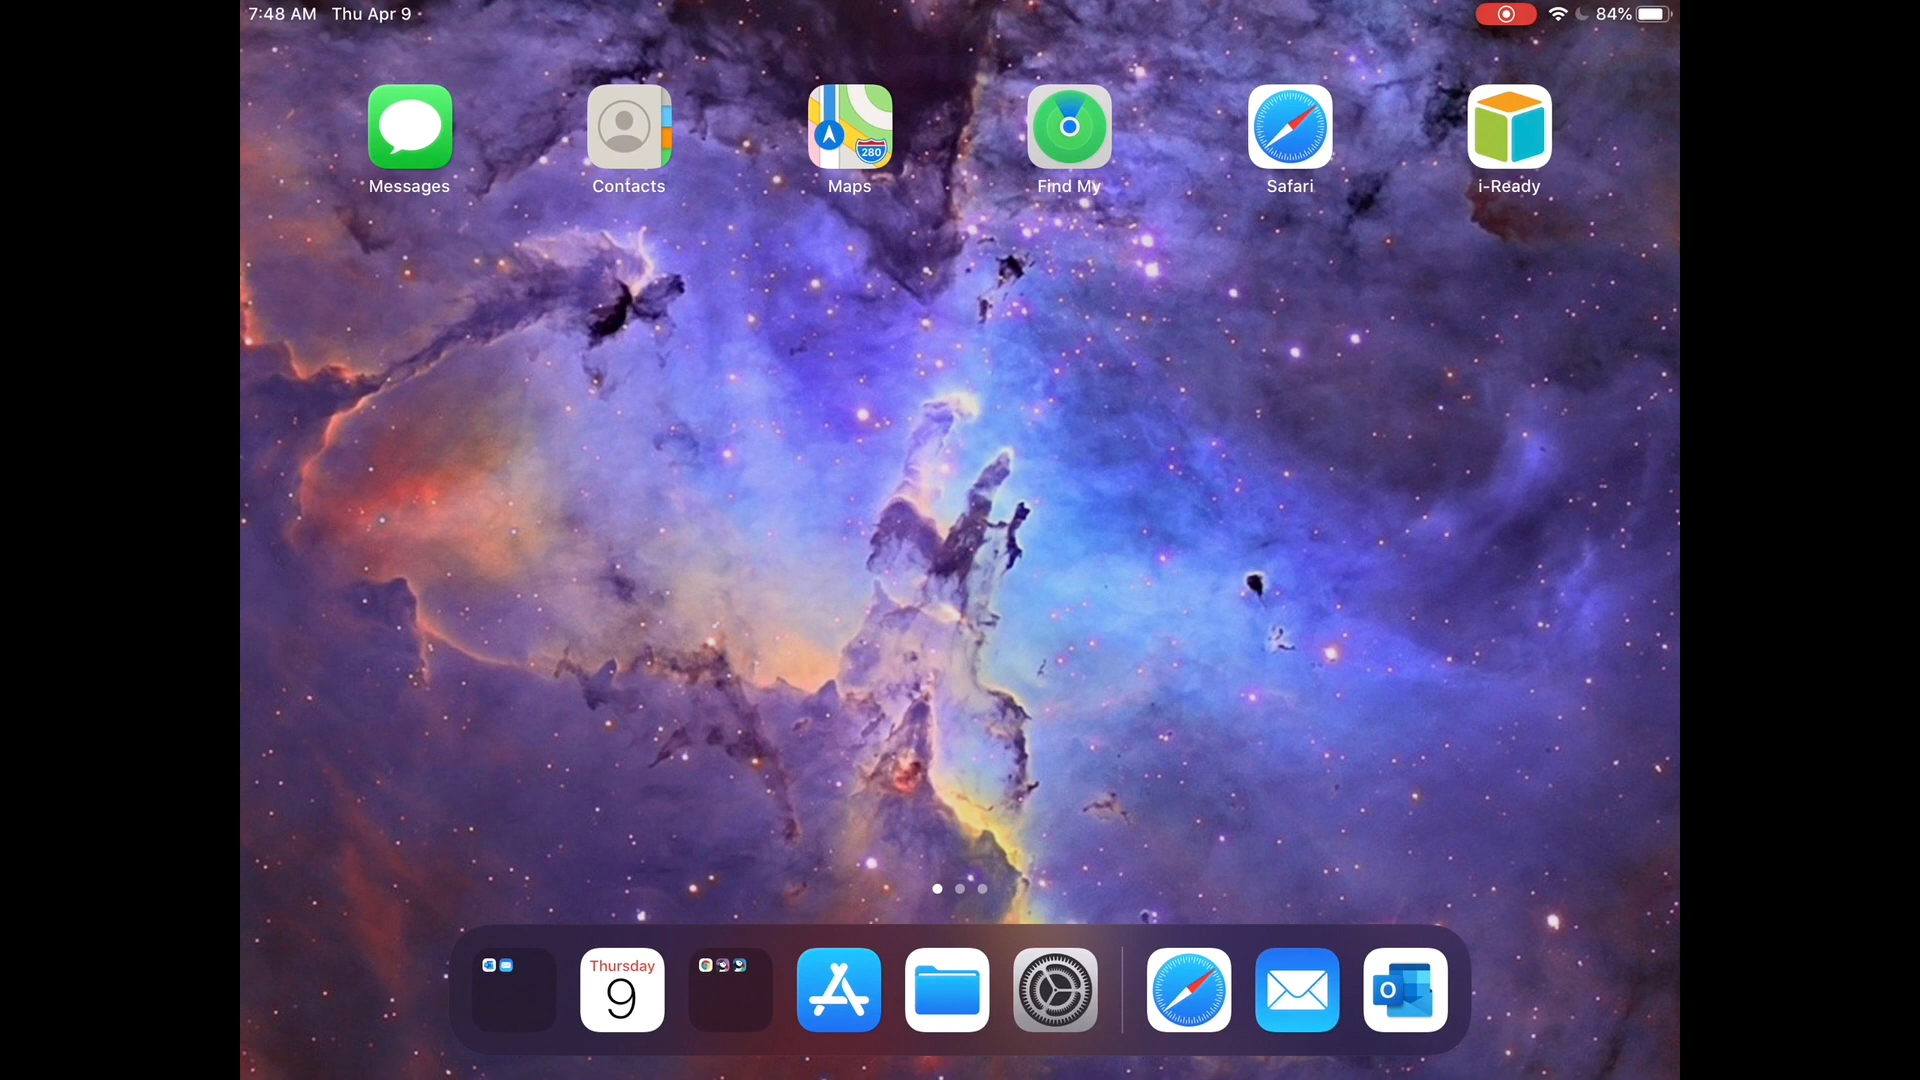 7:48 AM Thu Apr 9
84%
280
Messages
Contacts
Maps
Find My
Safari
i-Ready
Thursday
9
O